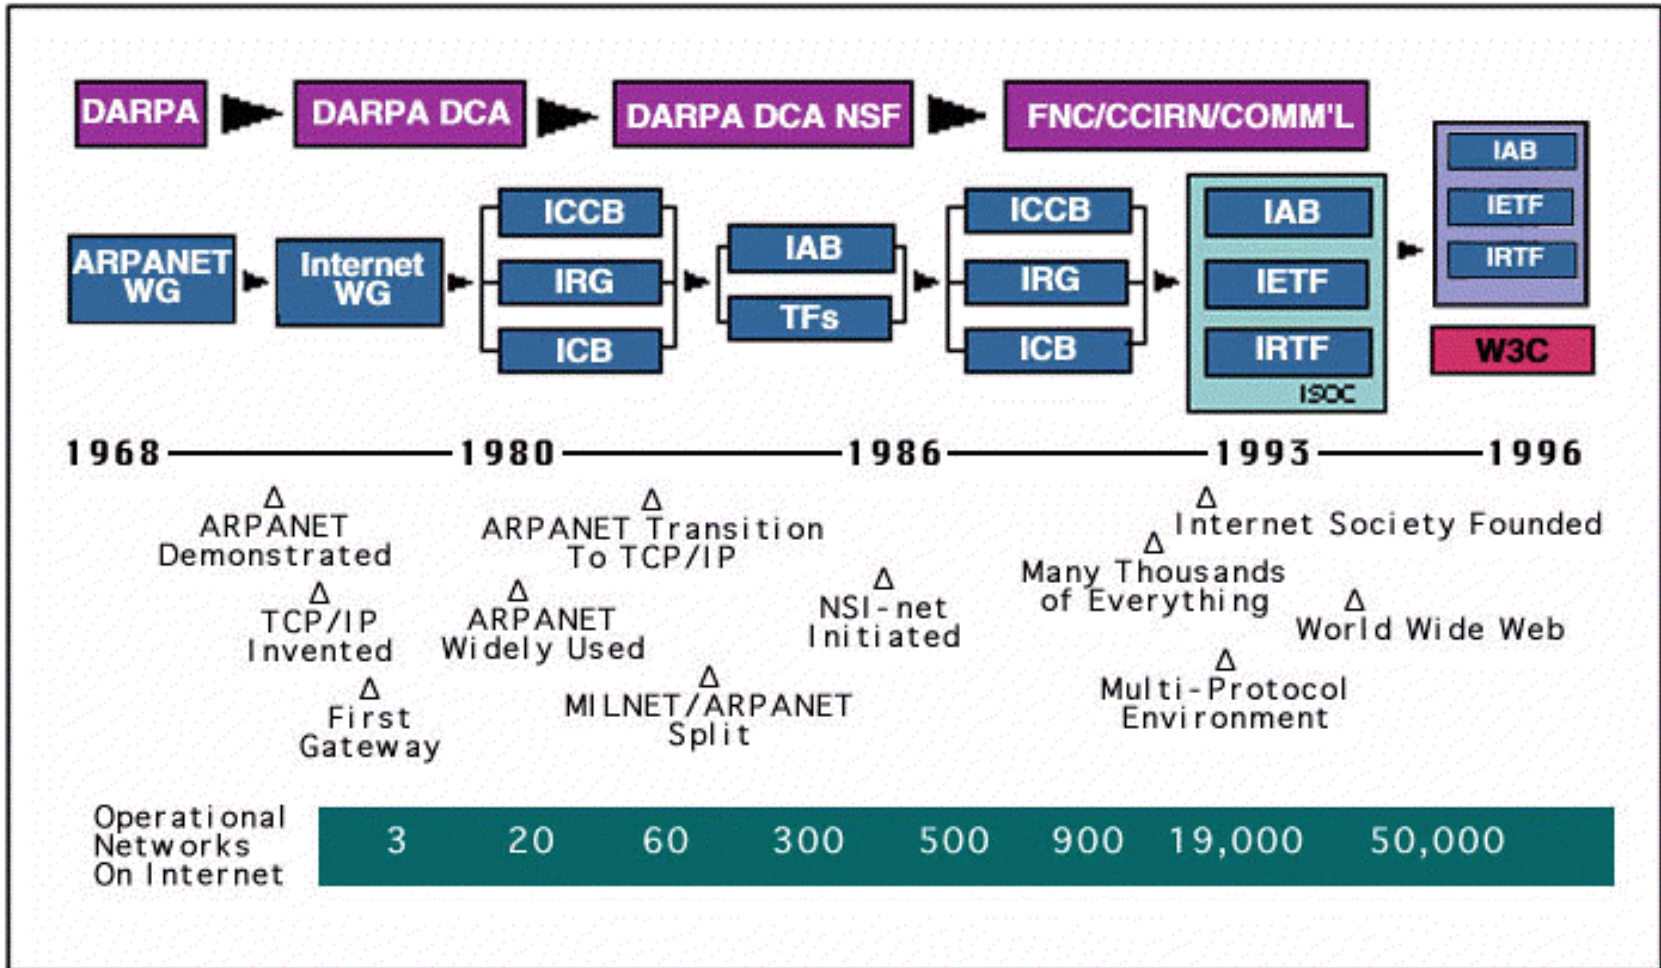 DARPA
DARPA DCA
DARPA DCA NSF
FNC/CCIRN/COMM'L
ARPANET
WG
Internet
WG
ICCB
IRG
ICB
IAB
TFs
ICCB
IRG
ICB
IAB
IETF
IRTF
ISOC
IAB
IETF
IRTF
W3C
1968
1980
1986
1993
1996
ARPANET
Demonstrated
TCP/IP
Invented
First
Gateway
ARPANET Transition
To TCP/IP
ARPANET
Widely Used
MILNET/ARPANET
Split
NSI-net
Initiated
Internet Society Founded
Many Thousands
of Everything
World Wide Web
Multi-Protocol
Environment
Operational
Networks
On Internet
3 20 60 300 500 900 19,000 50,000